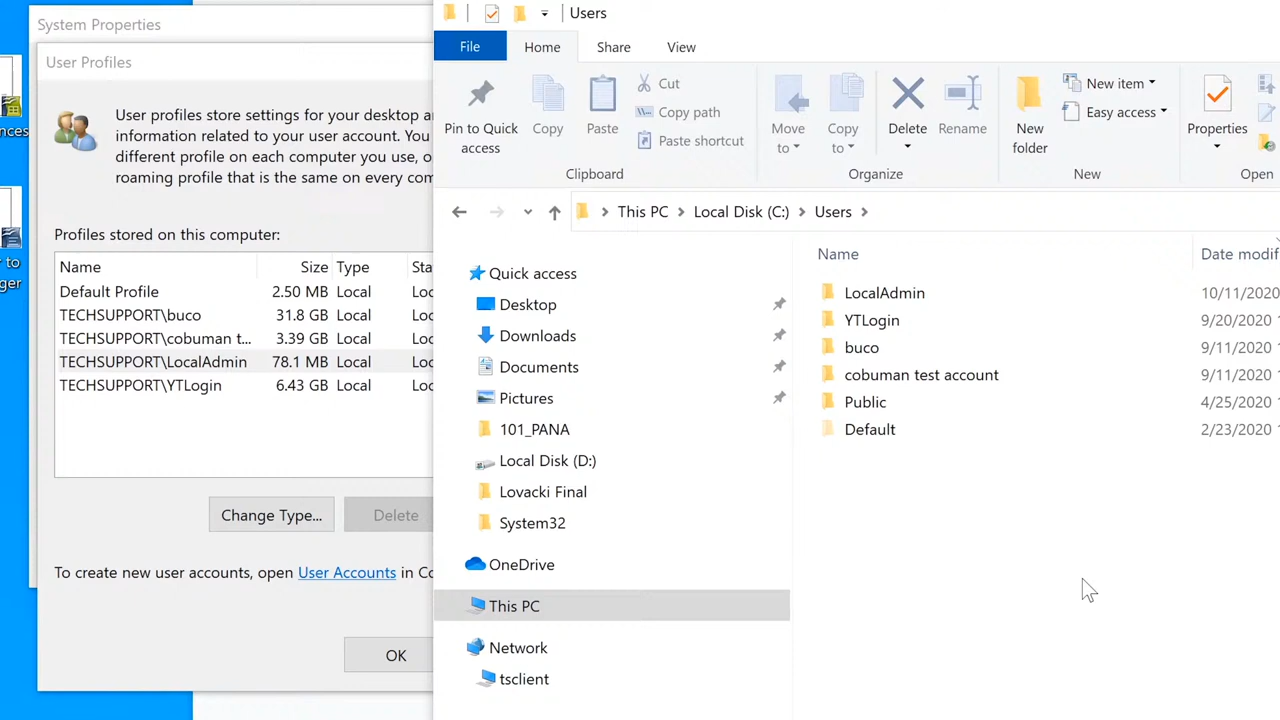 System Properties
User Profiles
User profiles store settings for your desktop a
information related to your user account. You
different profile on each computer you use, o
roaming profile that is the same on every com
Profiles stored on this computer:
Name Size Type Sta
Default Profile 2.50 MB Local Loc
TECHSUPPORT\buco 31.8 GB Local Loc
TECHSUPPORT\cobuman t... 3.39 GB Local Loc
TECHSUPPORT\LocalAdmin 78.1 MB Local Loc
TECHSUPPORT\YTLogin 6.43 GB Local Loc
Change Type... Delete
To create new user accounts, open User Accounts in Co
OK
nces
r to
ger
Users
File Home Share View
Pin to Quick
access
Copy
Paste
Cut
Copy path
Paste shortcut
Clipboard
Move
to
Copy
to
Delete
Rename
Organize
New
folder
New item
Easy access
New
Properties
Open
This PC Local Disk (C:) Users
Quick access
Desktop
Downloads
Documents
Pictures
101_PANA
Local Disk (D:)
Lovacki Final
System32
OneDrive
This PC
Network
tsclient
Name Date modif
LocalAdmin 10/11/2020
YTLogin 9/20/2020 1
buco 9/11/2020 1
cobuman test account 9/11/2020 1
Public 4/25/2020 1
Default 2/23/2020 1